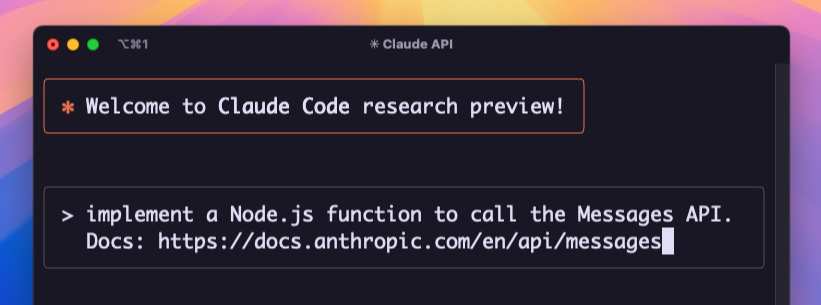 ⌥⌘1
✳ Claude API
* Welcome to Claude Code research preview!
> implement a Node.js function to call the Messages API.
Docs: https://docs.anthropic.com/en/api/messages